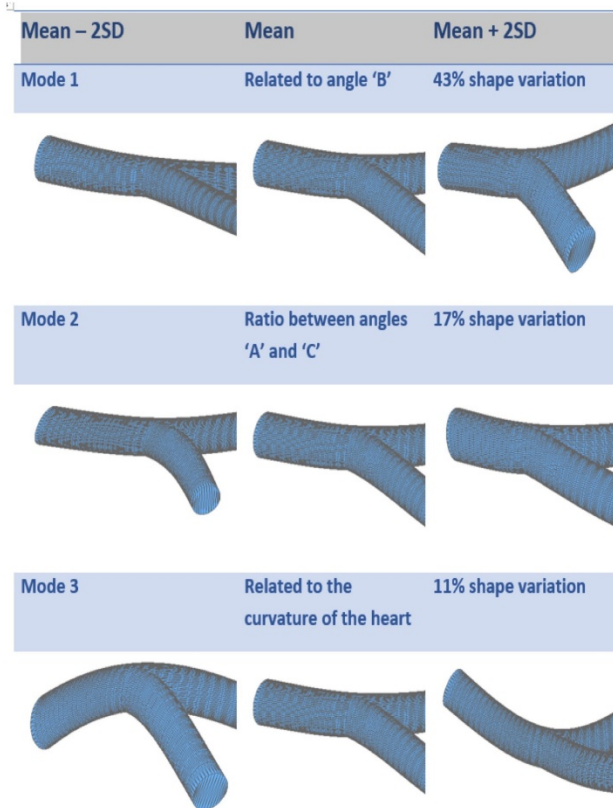 Mean – 2SD Mean Mean + 2SD
Mode 1 Related to angle ‘B’ 43% shape variation
Mode 2 Ratio between angles 17% shape variation
‘A’ and ‘C’
Mode 3 Related to the 11% shape variation
curvature of the heart